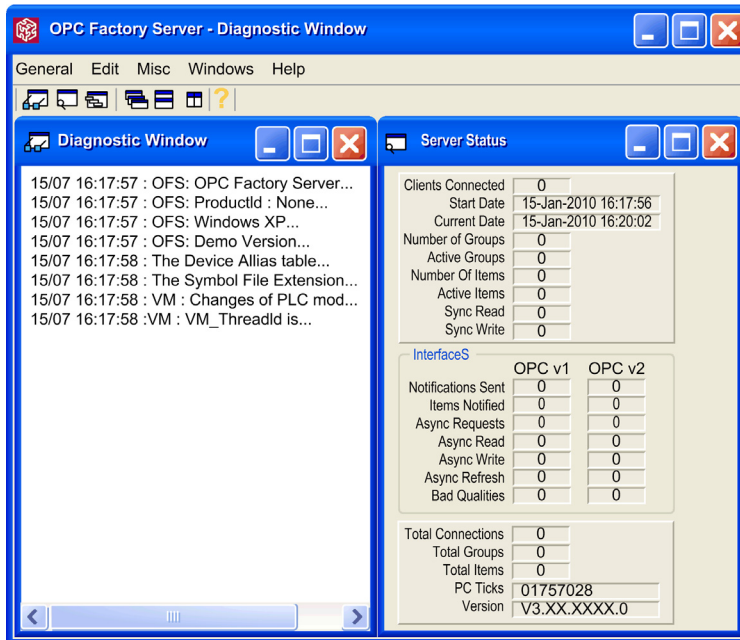 OPC Factory Server - Diagnostic Window
General Edit Misc Windows Help
Diagnostic Window
15/07 16:17:57 : OFS: OPC Factory Server...
15/07 16:17:57 : OFS: ProductId : None...
15/07 16:17:57 : OFS: Windows XP...
15/07 16:17:57 : OFS: Demo Version...
15/07 16:17:58 : The Device Allias table...
15/07 16:17:58 : The Symbol File Extension...
15/07 16:17:58 : VM : Changes of PLC mod...
15/07 16:17:58 :VM : VM_ThreadId is...
Server Status
Clients Connected 0
Start Date 15-Jan-2010 16:17:56
Current Date 15-Jan-2010 16:20:02
Number of Groups 0
Active Groups 0
Number Of Items 0
Active Items 0
Sync Read 0
Sync Write 0
InterfaceS
OPC v1 OPC v2
Notifications Sent 0 0
Items Notified 0 0
Async Requests 0 0
Async Read 0 0
Async Write 0 0
Async Refresh 0 0
Bad Qualities 0 0
Total Connections 0
Total Groups 0
Total Items 0
PC Ticks 01757028
Version V3.XX.XXXX.0